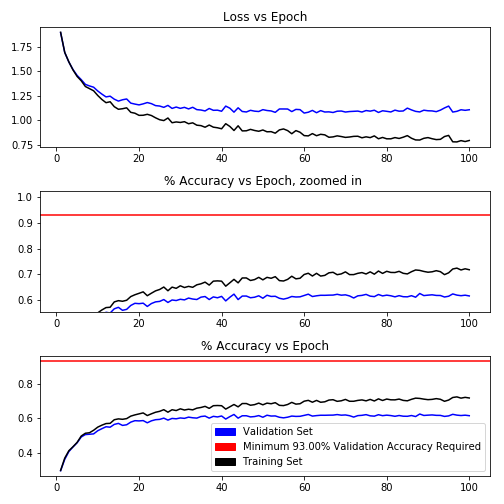 Loss vs Epoch
1.75
1.50
1.25
1.00
0.75
0 20 40 60 80 100
% Accuracy vs Epoch, zoomed in
1.0
0.9
0.8
0.7
0.6
0 20 40 60 80 100
% Accuracy vs Epoch
0.8
0.6
0.4
Validation Set
Minimum 93.00% Validation Accuracy Required
Training Set
0 20 40 60 80 100